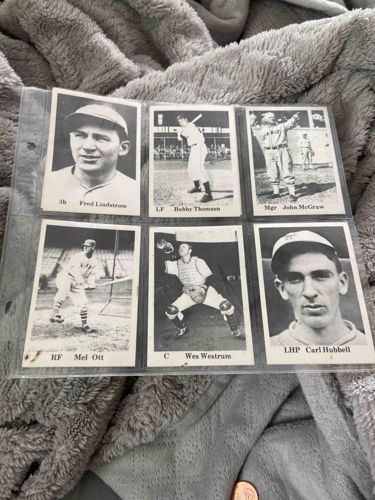 3b Fred Lindstrom
LF Bobby Thomson
Mgr John McGraw
RF Mel Ott
C Wes Westrum
LHP Carl Hubbell